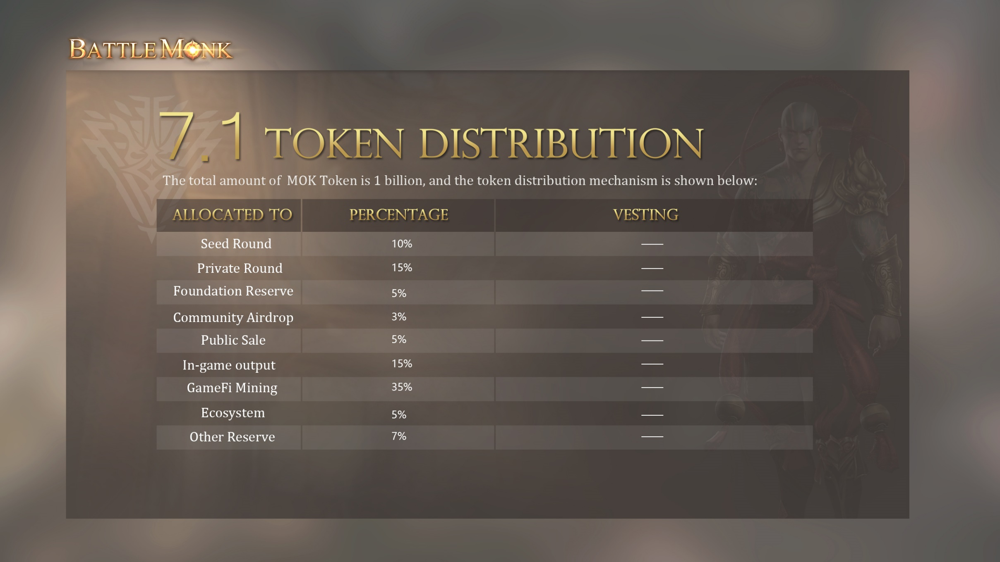 BATTLE MONK
7.1 TOKEN DISTRIBUTION
The total amount of MOK Token is 1 billion, and the token distribution mechanism is shown below:
ALLOCATED TO PERCENTAGE VESTING
Seed Round 10% ——
Private Round 15% ——
Foundation Reserve 5% ——
Community Airdrop 3% ——
Public Sale 5% ——
In-game output 15% ——
GameFi Mining 35% ——
Ecosystem 5% ——
Other Reserve 7% ——